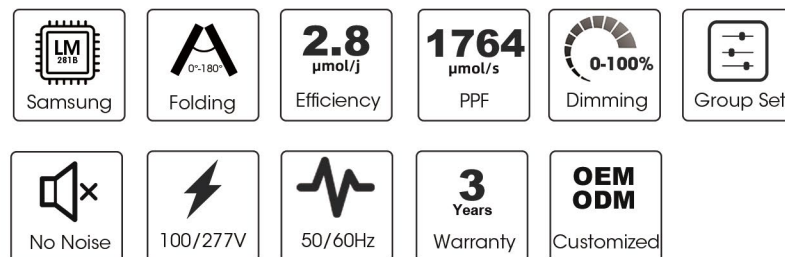 LM
281B
Samsung
0°-180°
Folding
2.8
μmol/j
Efficiency
1764
μmol/s
PPF
0-100%
Dimming
Group Set
No Noise
100/277V
50/60Hz
3
Years
Warranty
OEM
ODM
Customized